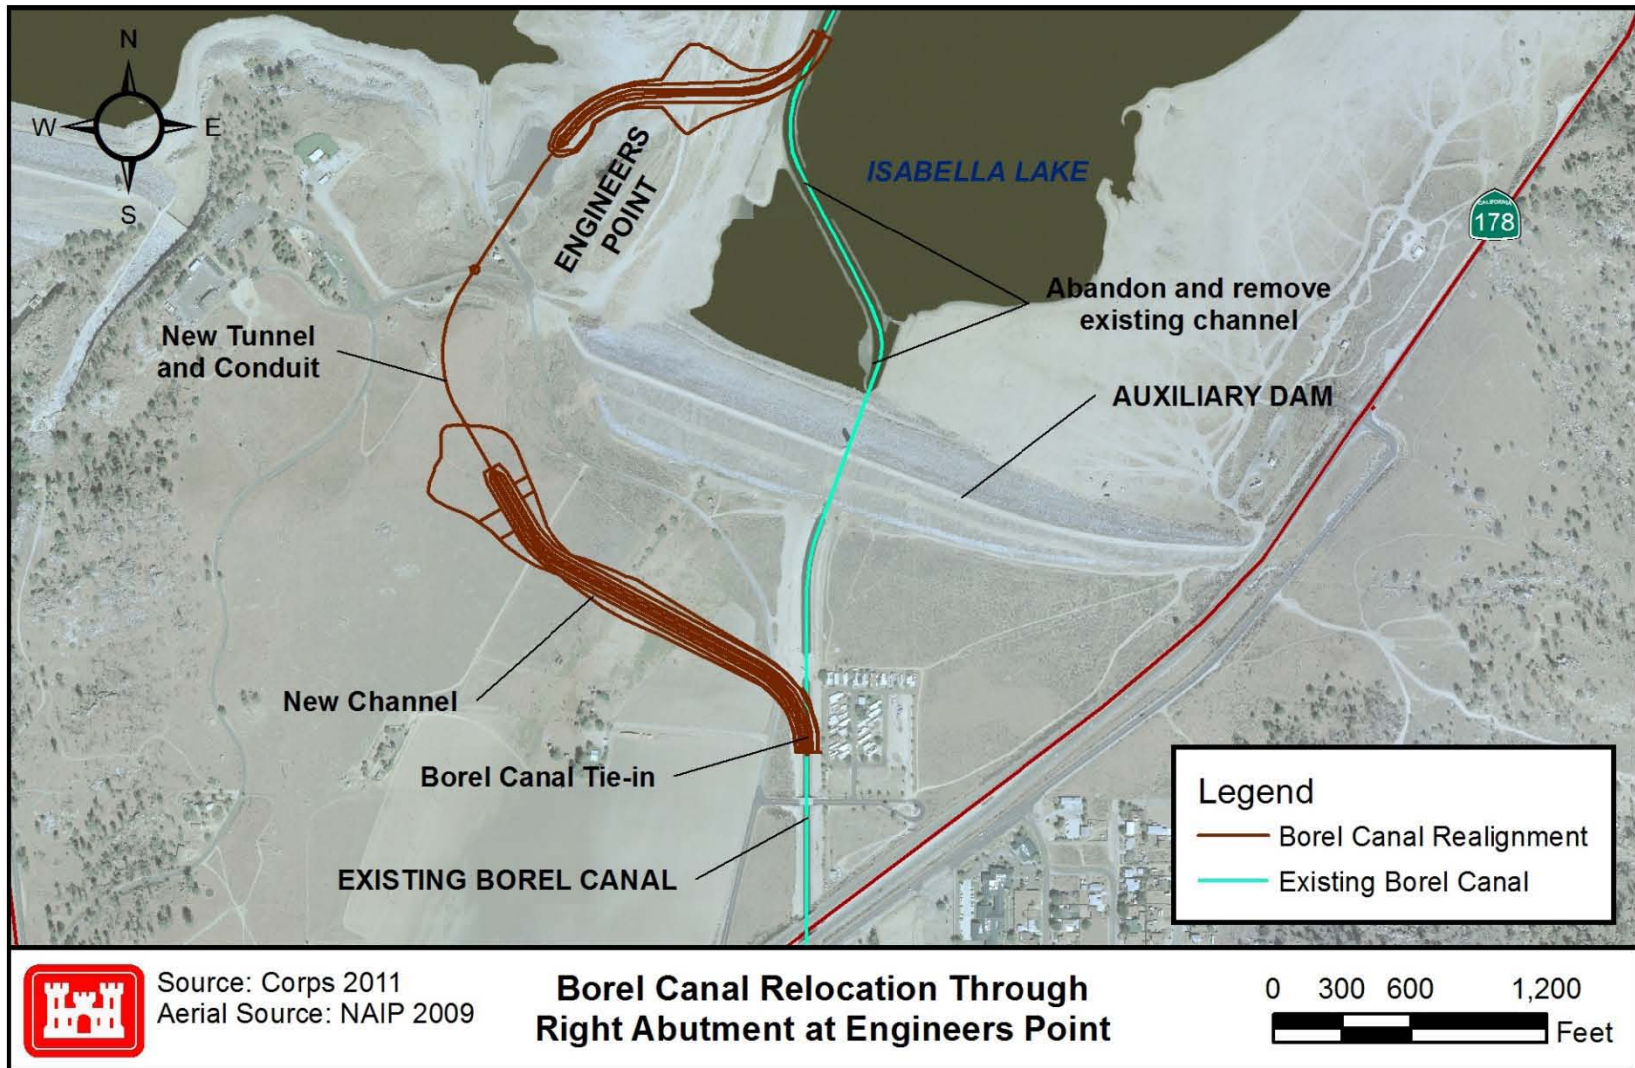 N
W
E
S
ENGINEERS
POINT
ISABELLA LAKE
CALIFORNIA
178
Abandon and remove
existing channel
New Tunnel
and Conduit
AUXILIARY DAM
New Channel
Borel Canal Tie-in
EXISTING BOREL CANAL
Legend
Borel Canal Realignment
Existing Borel Canal
Source: Corps 2011
Aerial Source: NAIP 2009
Borel Canal Relocation Through
Right Abutment at Engineers Point
0 300 600 1,200
Feet